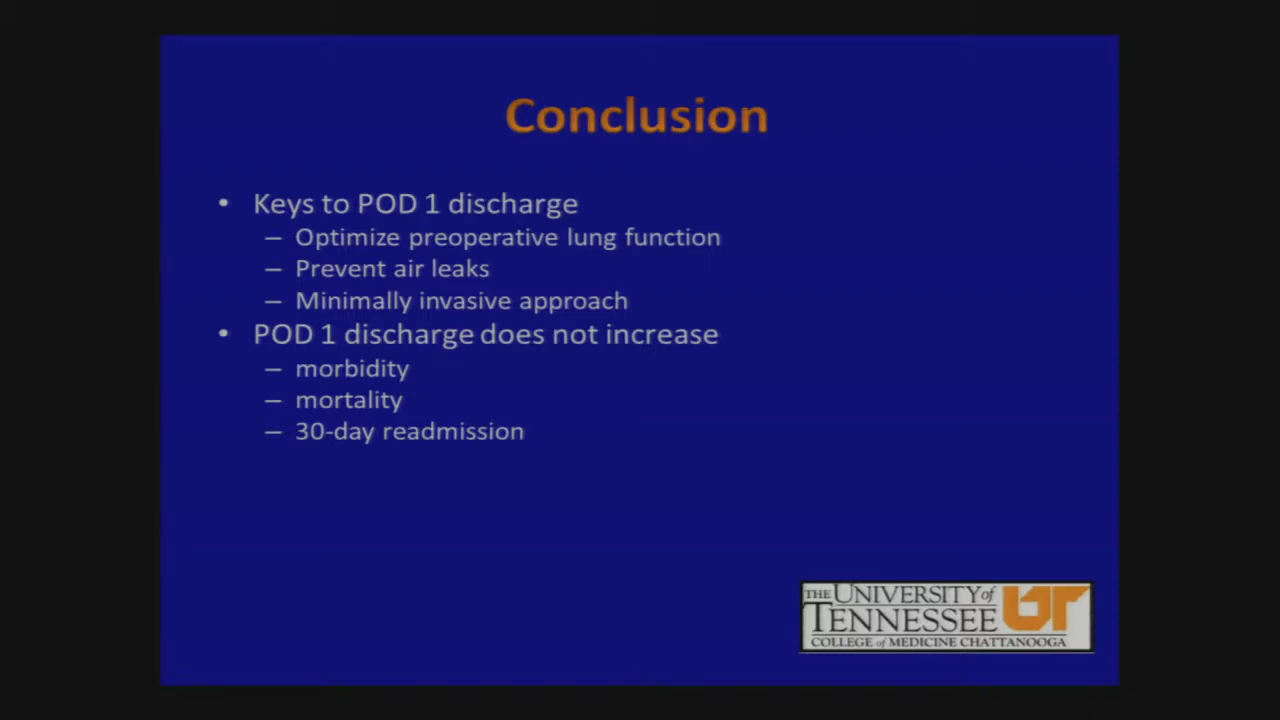 Conclusion
• Keys to POD 1 discharge
– Optimize preoperative lung function
– Prevent air leaks
– Minimally invasive approach
• POD 1 discharge does not increase
– morbidity
– mortality
– 30-day readmission
THE UNIVERSITY of
TENNESSEE UT
COLLEGE of MEDICINE CHATTANOOGA